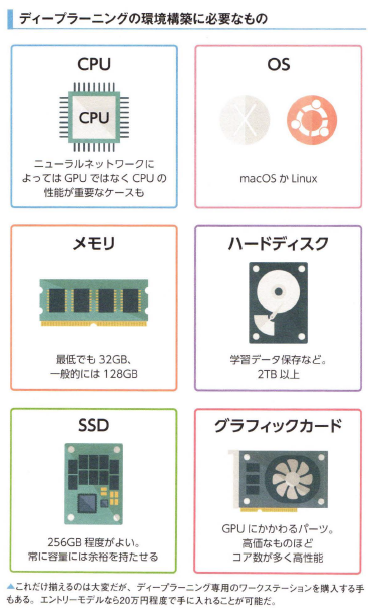 ディープラーニングの環境構築に必要なもの
CPU
CPU
ニューラルネットワークに
よってはGPUではなくCPUの
性能が重要なケースも
OS
X
macOSかLinux
メモリ
最低でも32GB、
一般的には128GB
ハードディスク
学習データ保存など。
2TB以上
SSD
256GB程度がよい。
常に容量には余裕を持たせる
グラフィックカード
GPUにかかわるパーツ。
高価なものほど
コア数が多く高性能
▲これだけ揃えるのは大変だが、ディープラーニング専用のワークステーションを購入する手
もある。エントリーモデルなら20万円程度で手に入れることが可能だ。